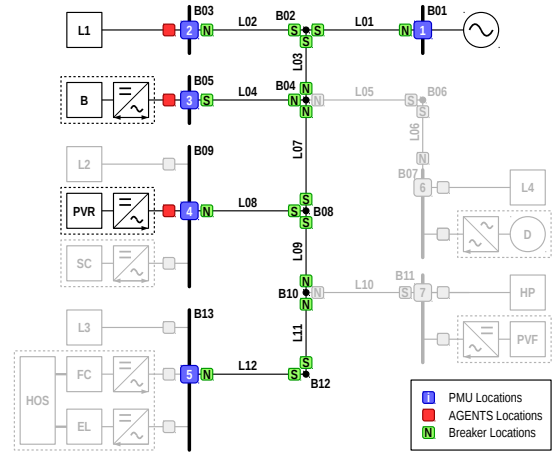 B03
B02
B01
L1
2
N
L02
S
S
L01
N
1
S
L03
B05
B04
N
B
3
S
L04
N
N
L05
S
B06
N
S
L06
B09
L07
N
L2
B07
6
L4
S
PVR
4
N
L08
S
B08
S
D
SC
L09
N
B11
B10
N
L10
S
7
HP
B13
N
L3
L11
PVF
S
HOS
FC
5
N
L12
S
B12
EL
i PMU Locations
AGENTS Locations
N Breaker Locations